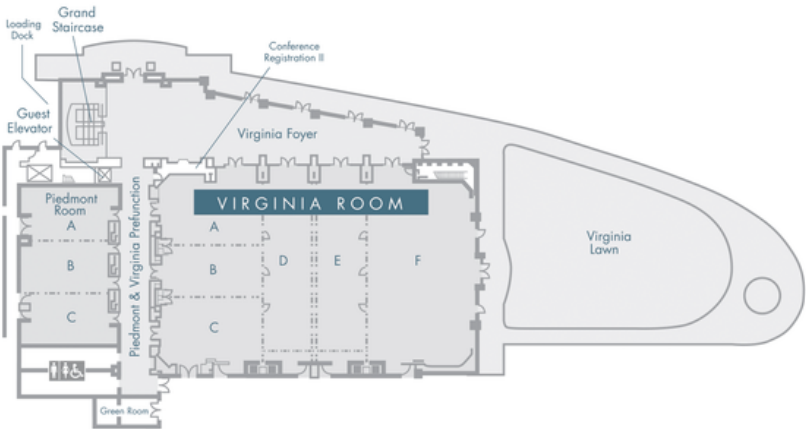 Grand
Staircase
Loading
Dock
Conference
Registration II
Guest
Elevator
Virginia Foyer
Piedmont
Room
A
B
C
Piedmont & Virginia Prefunction
VIRGINIA ROOM
A
B
C
D
E
F
Virginia
Lawn
Green Room